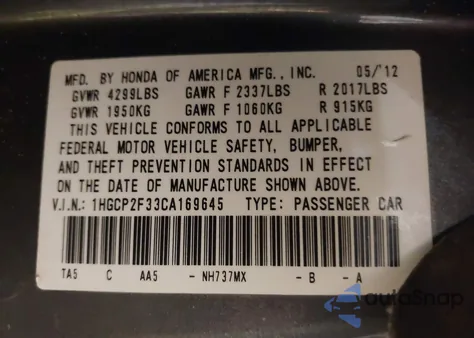 MFD. BY HONDA OF AMERICA MFG., INC. 05/'12
GVWR 4299LBS GAWR F 2337LBS R 2017LBS
GVWR 1950KG GAWR F 1060KG R 915KG
THIS VEHICLE CONFORMS TO ALL APPLICABLE
FEDERAL MOTOR VEHICLE SAFETY, BUMPER,
AND THEFT PREVENTION STANDARDS IN EFFECT
ON THE DATE OF MANUFACTURE SHOWN ABOVE.
V.I.N.: 1HGCP2F33CA169645 TYPE: PASSENGER CAR
TA5 C AA5 - NH737MX - B - A
autoSnap